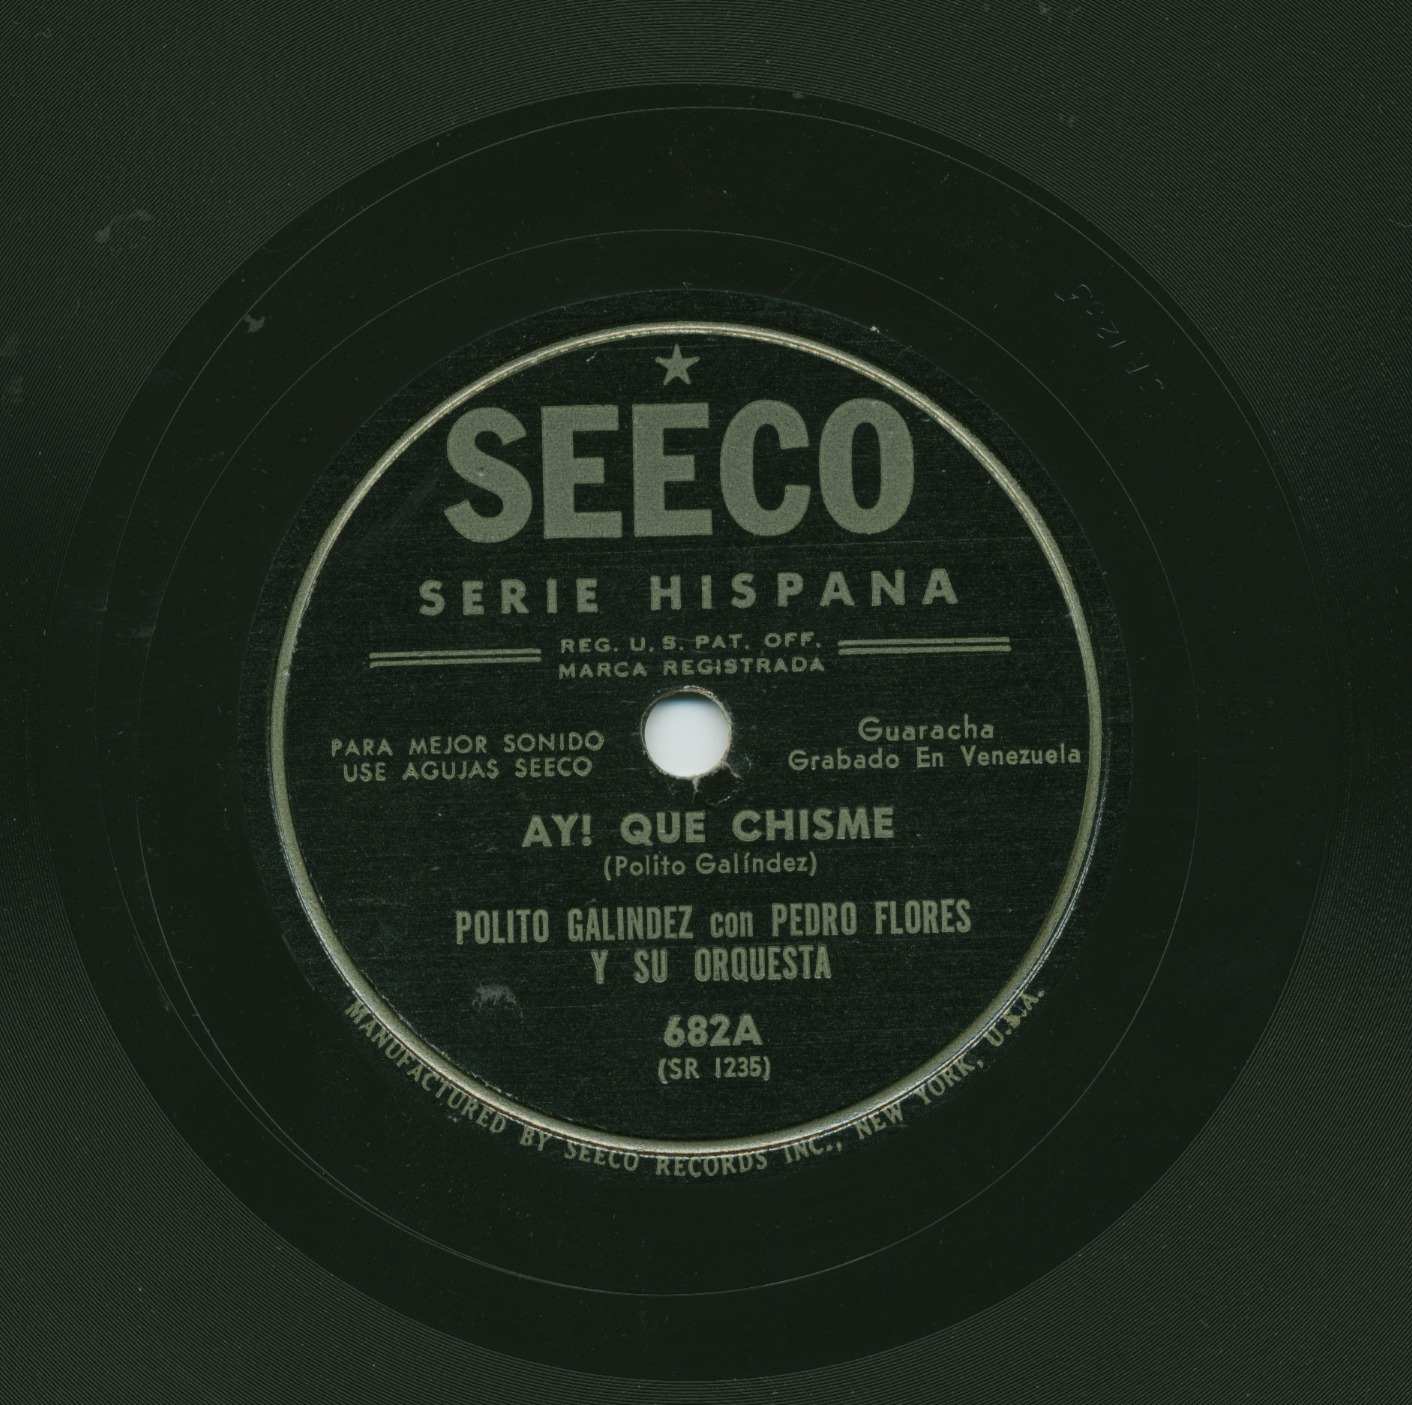 SEECO
SERIE HISPANA
REG. U. S. PAT. OFF.
MARCA REGISTRADA
PARA MEJOR SONIDO
USE AGUJAS SEECO
Guaracha
Grabado En Venezuela
AY! QUE CHISME
(Polito Galíndez)
POLITO GALINDEZ con PEDRO FLORES
Y SU ORQUESTA
682A
(SR 1235)
MANUFACTURED BY SEECO RECORDS INC., NEW YORK, U.S.A.